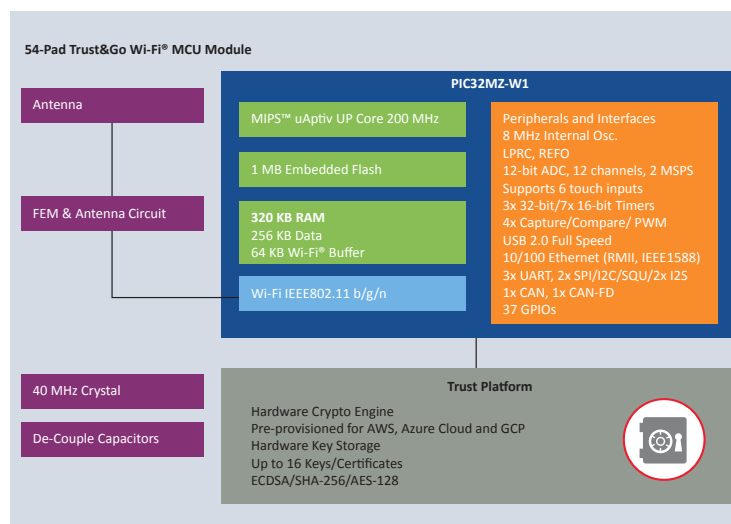 54-Pad Trust&Go Wi-Fi® MCU Module
PIC32MZ-W1
Antenna
FEM & Antenna Circuit
MIPS™ uAptiv UP Core 200 MHz
1 MB Embedded Flash
320 KB RAM
256 KB Data
64 KB Wi-Fi® Buffer
Wi-Fi IEEE802.11 b/g/n
Peripherals and Interfaces
8 MHz Internal Osc.
LPRC, REFO
12-bit ADC, 12 channels, 2 MSPS
Supports 6 touch inputs
3x 32-bit/7x 16-bit Timers
4x Capture/Compare/ PWM
USB 2.0 Full Speed
10/100 Ethernet (RMII, IEEE1588)
3x UART, 2x SPI/I2C/SQU/2x I2S
1x CAN, 1x CAN-FD
37 GPIOs
40 MHz Crystal
De-Couple Capacitors
Trust Platform
Hardware Crypto Engine
Pre-provisioned for AWS, Azure Cloud and GCP
Hardware Key Storage
Up to 16 Keys/Certificates
ECDSA/SHA-256/AES-128